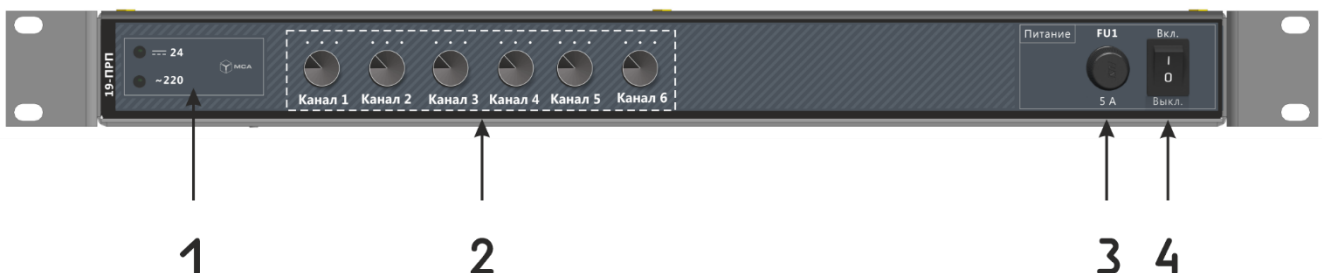 19-ПРП
24
~220
МСА
Канал 1 Канал 2 Канал 3 Канал 4 Канал 5 Канал 6
Питание
FU1
5 А
Вкл.
I
O
Выкл.
1 2 3 4